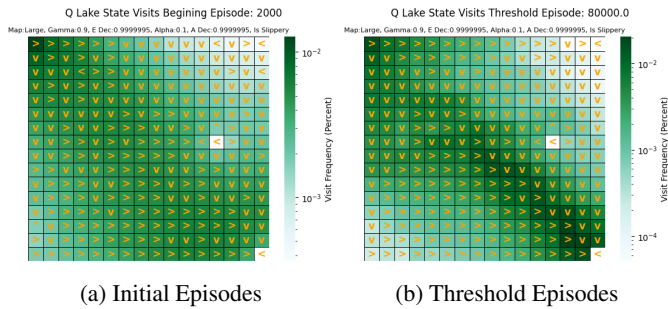 Q Lake State Visits Begining Episode: 2000
Map:Large, Gamma:0.9, E Dec:0.9999995, Alpha:0.1, A Dec:0.9999995, Is Slippery
10⁻²
10⁻³
Visit Frequency (Percent)
Q Lake State Visits Threshold Episode: 80000.0
Map:Large, Gamma:0.9, E Dec:0.9999995, Alpha:0.1, A Dec:0.9999995, Is Slippery
10⁻²
10⁻³
10⁻⁴
Visit Frequency (Percent)
(a) Initial Episodes
(b) Threshold Episodes